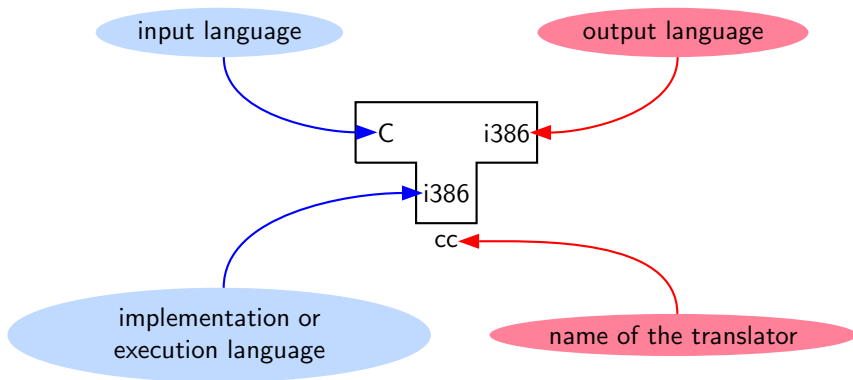 input language
output language
C
i386
i386
cc
implementation or
execution language
name of the translator